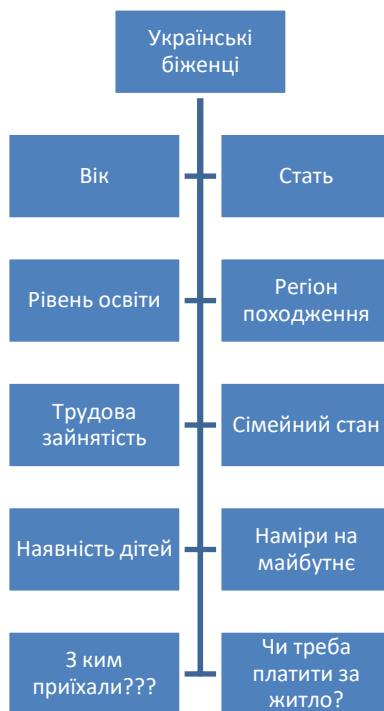 Українські
біженці
Вік
Стать
Рівень освіти
Регіон
походження
Трудова
зайнятість
Сімейний стан
Наявність дітей
Наміри на
майбутнє
З ким
приїхали???
Чи треба
платити за
житло?